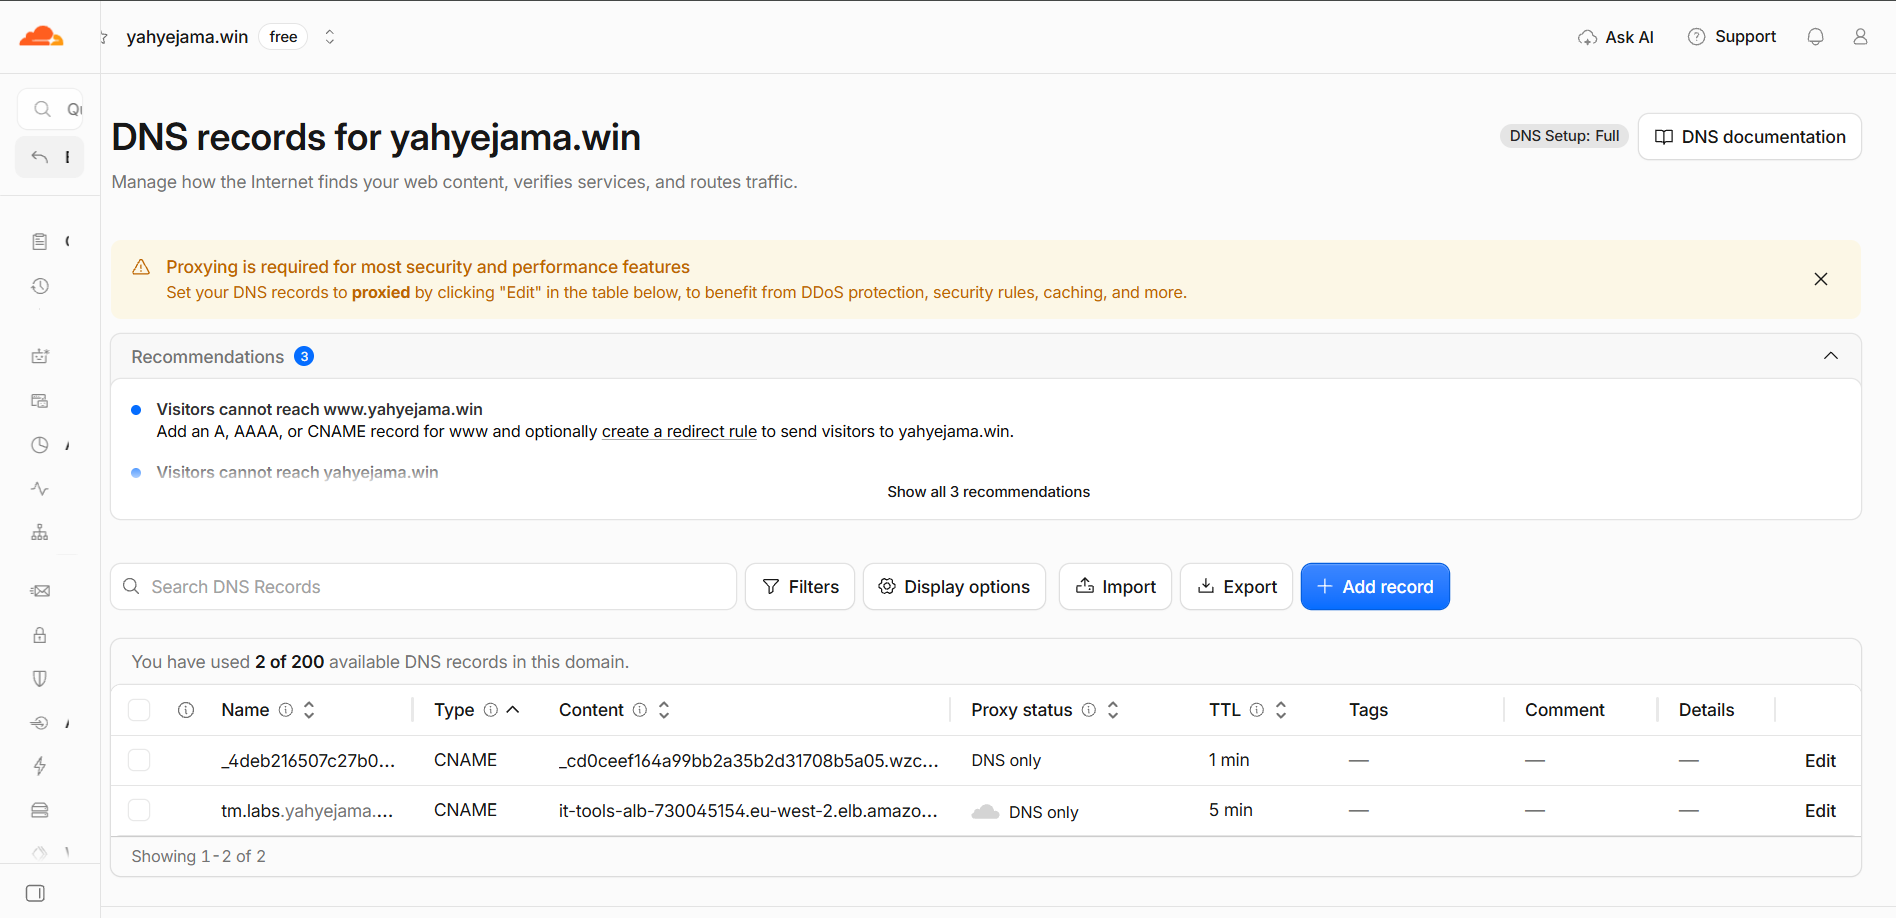 yahyejama.win free
Ask AI Support
DNS records for yahyejama.win
DNS Setup: Full
DNS documentation
Manage how the Internet finds your web content, verifies services, and routes traffic.
Proxying is required for most security and performance features
Set your DNS records to proxied by clicking "Edit" in the table below, to benefit from DDoS protection, security rules, caching, and more.
Recommendations 3
Visitors cannot reach www.yahyejama.win
Add an A, AAAA, or CNAME record for www and optionally create a redirect rule to send visitors to yahyejama.win.
Visitors cannot reach yahyejama.win
Show all 3 recommendations
Search DNS Records Filters Display options Import Export + Add record
You have used 2 of 200 available DNS records in this domain.
Name Type Content Proxy status TTL Tags Comment Details
_4deb216507c27b0... CNAME _cd0ceef164a99bb2a35b2d31708b5a05.wzc... DNS only 1 min — — — Edit
tm.labs.yahyejama.... CNAME it-tools-alb-730045154.eu-west-2.elb.amazo... DNS only 5 min — — — Edit
Showing 1-2 of 2